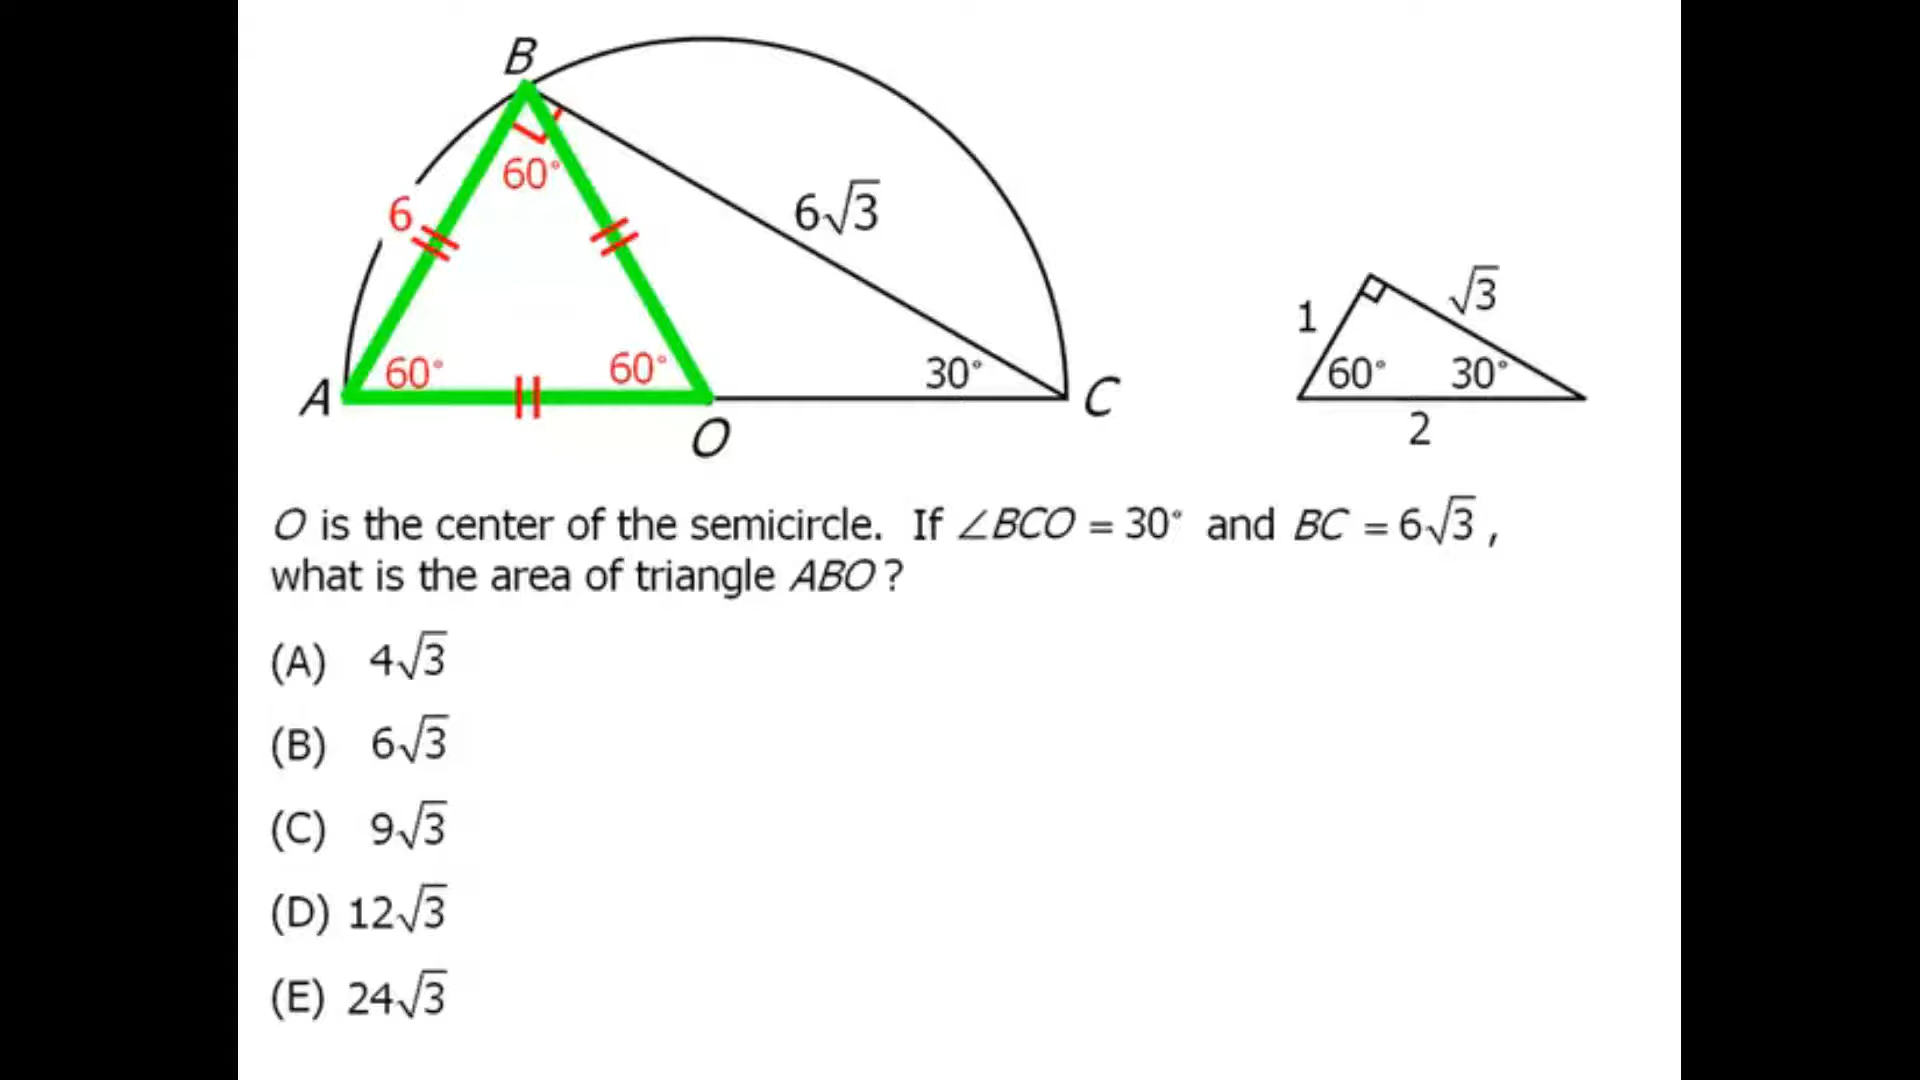 B
6
60°
6√3
60°
60°
30°
A
O
C
1
√3
60°
30°
2
O is the center of the semicircle. If ∠BCO = 30° and BC = 6√3 ,
what is the area of triangle ABO ?
(A) 4√3
(B) 6√3
(C) 9√3
(D) 12√3
(E) 24√3